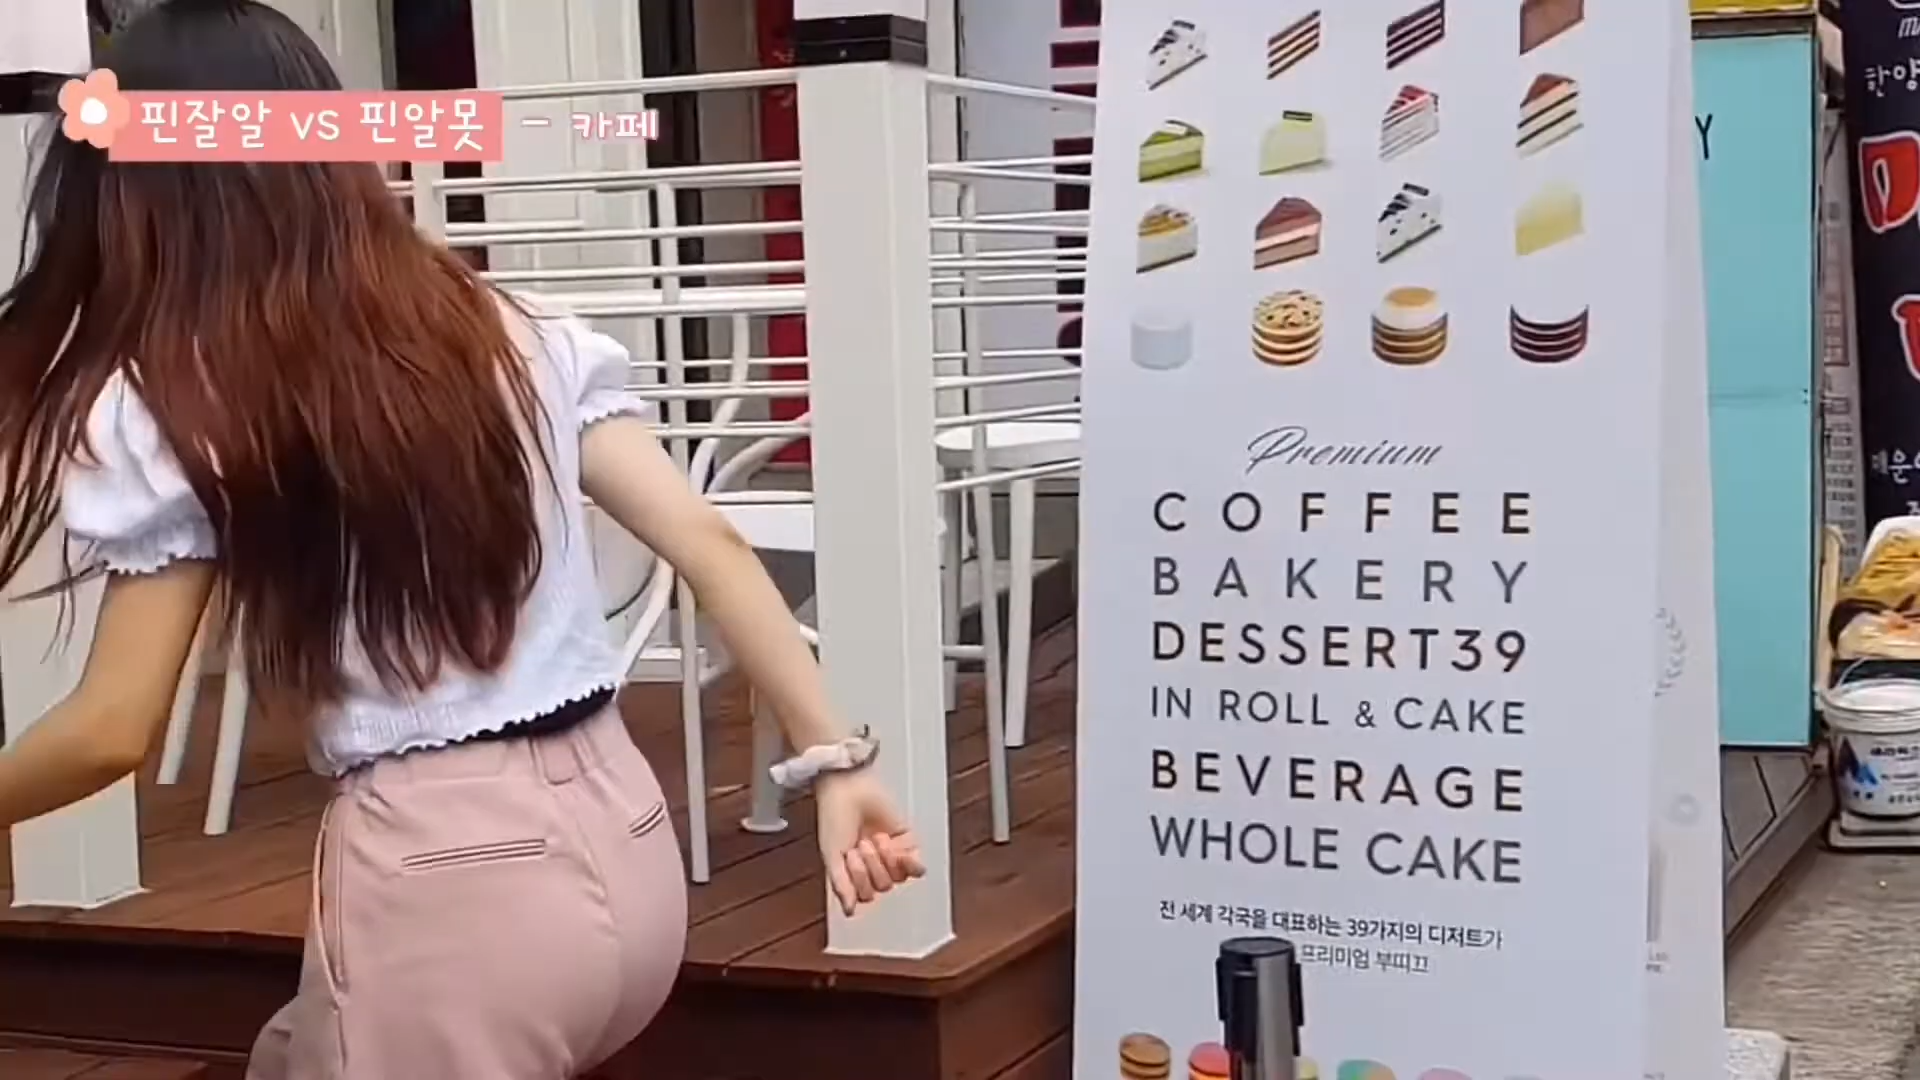 핀잘알 vs 핀알못 - 카페
Premium
COFFEE
BAKERY
DESSERT39
IN ROLL & CAKE
BEVERAGE
WHOLE CAKE
전 세계 각국을 대표하는 39가지의 디저트가
프리미엄 부띠끄
한양
Y